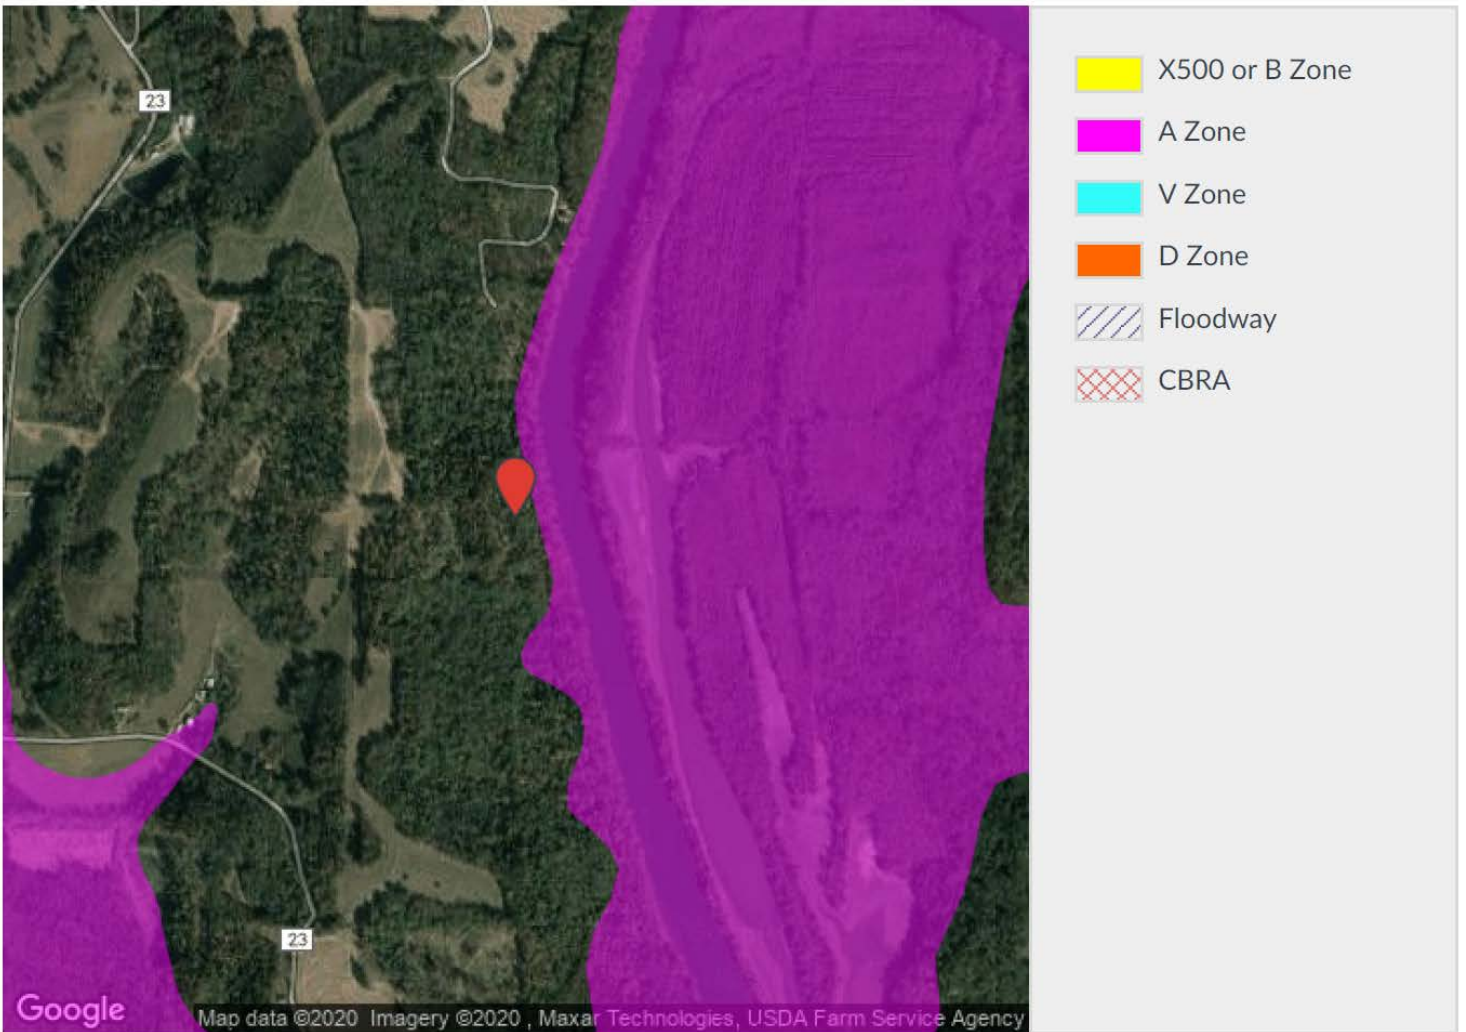 23
X500 or B Zone
A Zone
V Zone
D Zone
Floodway
CBRA
23
Google
Map data ©2020 Imagery ©2020 , Maxar Technologies, USDA Farm Service Agency